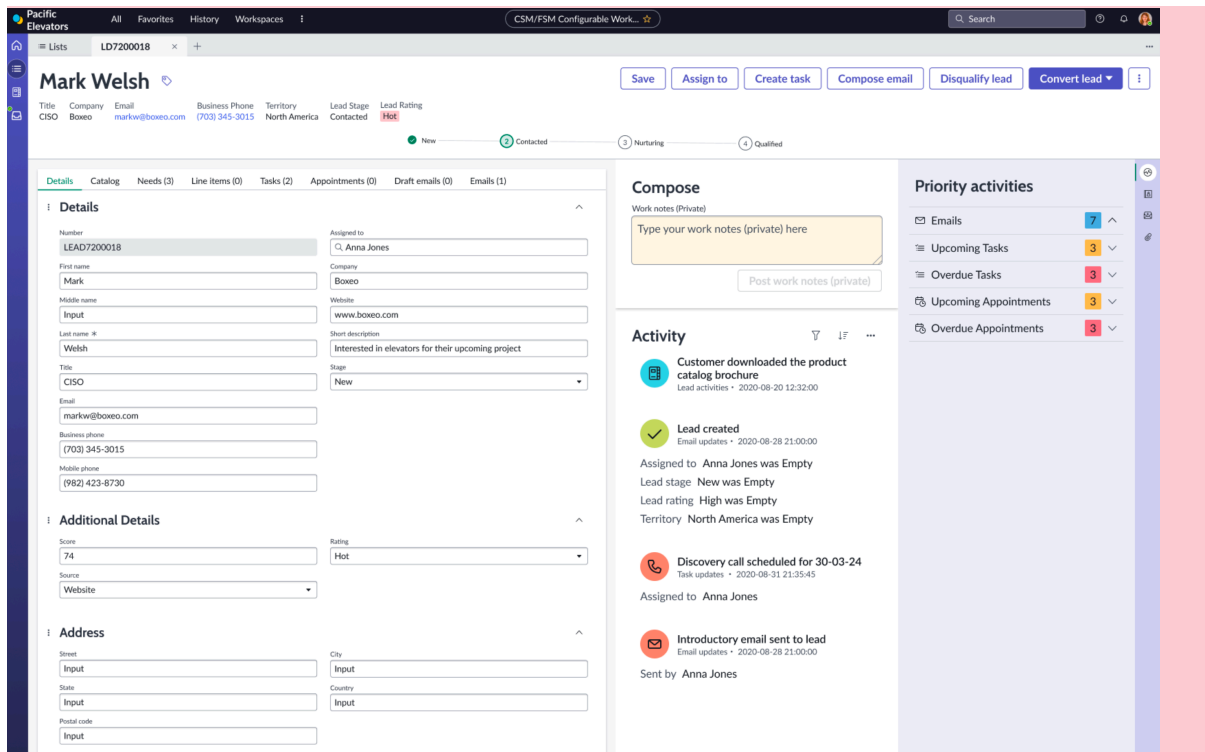 Pacific
Elevators
All Favorites History Workspaces
CSM/FSM Configurable Work...
Search
Lists
LD7200018
Mark Welsh
Save
Assign to
Create task
Compose email
Disqualify lead
Convert lead
Title Company Email Business Phone Territory Lead Stage Lead Rating
CISO Boxeo markw@boxeo.com (703) 345-3015 North America Contacted Hot
New
2 Contacted
3 Nurturing
4 Qualified
Details Catalog Needs (3) Line items (0) Tasks (2) Appointments (0) Draft emails (0) Emails (1)
Details
Number
LEAD7200018
Assigned to
Anna Jones
First name
Mark
Company
Boxeo
Middle name
Input
Website
www.boxeo.com
Last name *
Welsh
Short description
Interested in elevators for their upcoming project
Title
CISO
Stage
New
Email
markw@boxeo.com
Business phone
(703) 345-3015
Mobile phone
(982) 423-8730
Additional Details
Score
74
Rating
Hot
Source
Website
Address
Street
Input
City
Input
State
Input
Country
Input
Postal code
Input
Compose
Work notes (Private)
Type your work notes (private) here
Post work notes (private)
Activity
Customer downloaded the product
catalog brochure
Lead activities • 2020-08-20 12:32:00
Lead created
Email updates • 2020-08-28 21:00:00
Assigned to Anna Jones was Empty
Lead stage New was Empty
Lead rating High was Empty
Territory North America was Empty
Discovery call scheduled for 30-03-24
Task updates • 2020-08-31 21:35:45
Assigned to Anna Jones
Introductory email sent to lead
Email updates • 2020-08-28 21:00:00
Sent by Anna Jones
Priority activities
Emails 7
Upcoming Tasks 3
Overdue Tasks 3
Upcoming Appointments 3
Overdue Appointments 3